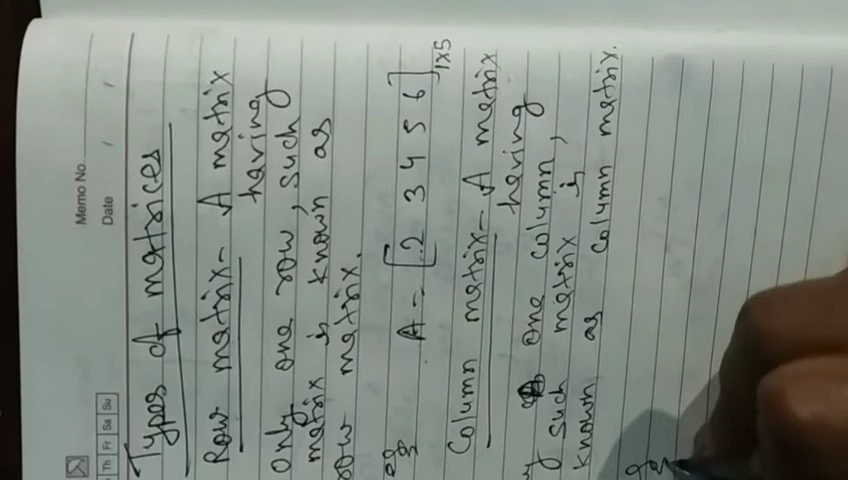 Memo No.
Date / /
Th Fr Sa Su
Types of matrices
Row matrix- A matrix
having
only one row, such
matrix is known as
row matrix.
eg A = [2 3 4 5 6] 1x5
Column matrix- A matrix
having
one column,
such matrix is,
known as column matrix.
eg